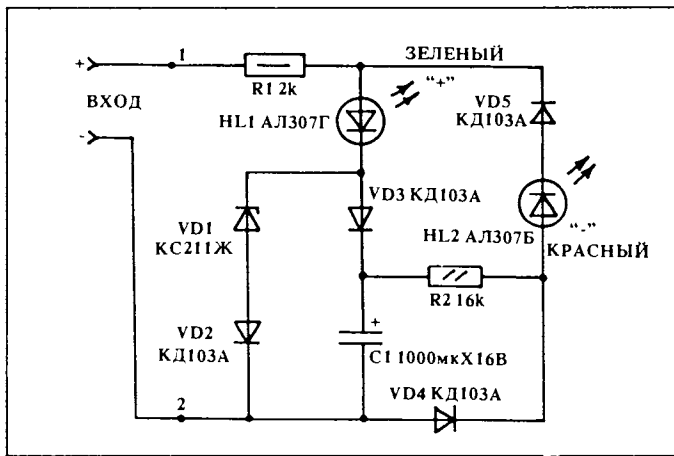 1
ЗЕЛЕНЫЙ
+
R1 2k
"+"
ВХОД
HL1 АЛ307Г
VD5
КД103А
-
VD3 КД103А
VD1
КС211Ж
HL2 АЛ307Б
"-"
КРАСНЫЙ
R2 16k
VD2
КД103А
+
C1 1000мкХ16В
2
VD4 КД103А